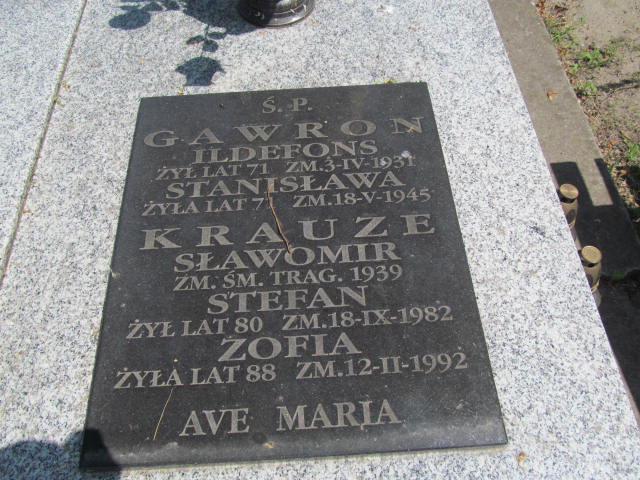 Ś. P.
GAWRON
ILDEFONS
ŻYŁ LAT 71 ZM.3-IV-1931
STANISŁAWA
ŻYŁA LAT ZM.18-V-1945
KRAUZE
SŁAWOMIR
ZM. ŚM. TRAG. 1939
STEFAN
ŻYŁ LAT 80 ZM.18-IX-1982
ZOFIA
ŻYŁA LAT 88 ZM.12-II-1992
AVE MARIA